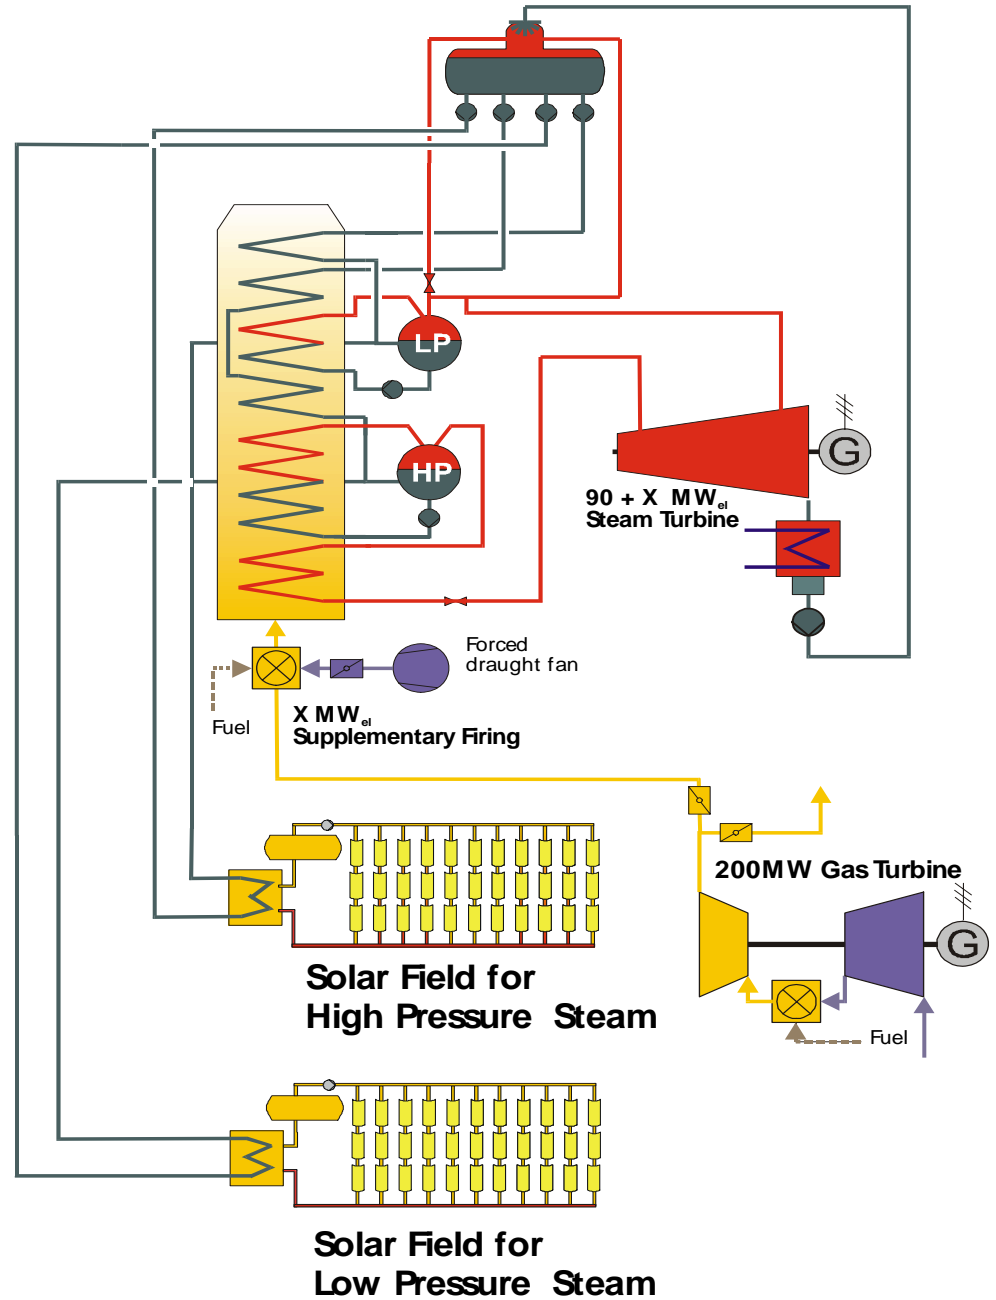 LP
HP
G
90 + X MWel
Steam Turbine
Forced
draught fan
Fuel
X MWel
Supplementary Firing
200MW Gas Turbine
G
Fuel
Solar Field for
High Pressure Steam
Solar Field for
Low Pressure Steam